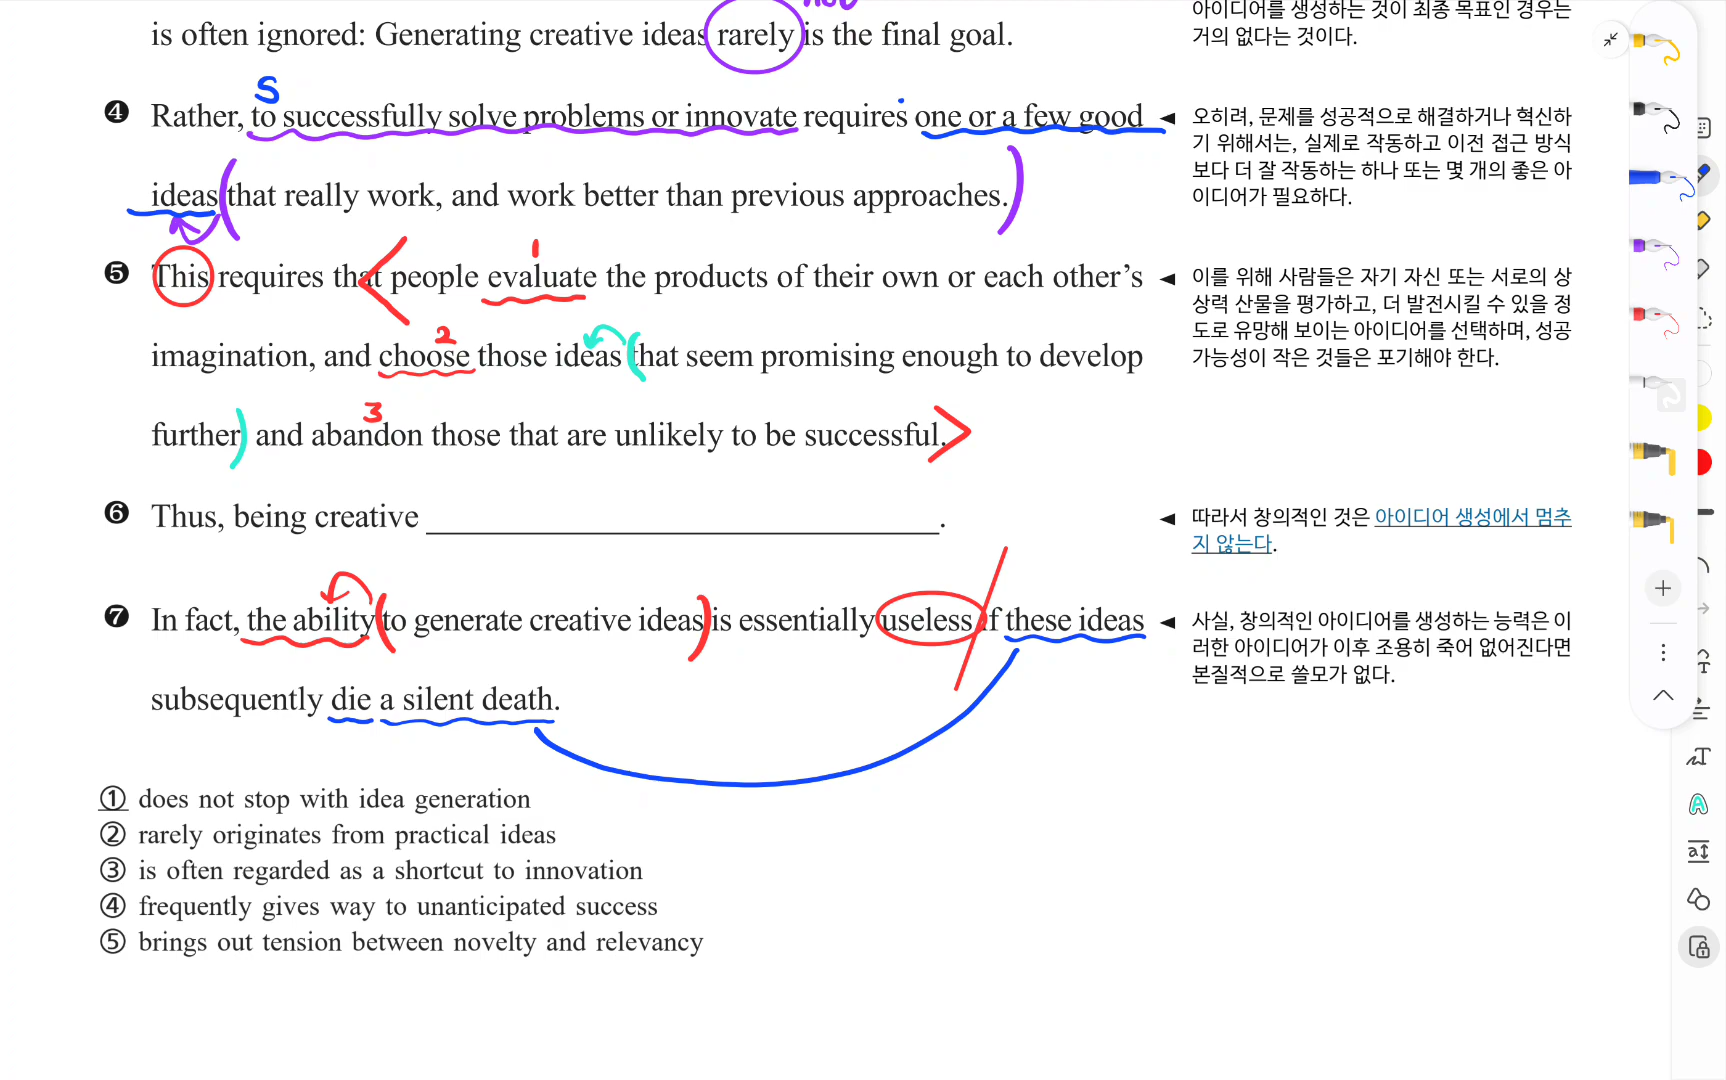 is often ignored: Generating creative ideas rarely is the final goal.
아이디어를 생성하는 것이 최종 목표인 경우는
거의 없다는 것이다.
S
❹ Rather, to successfully solve problems or innovate requires one or a few good
ideas that really work, and work better than previous approaches.
◄ 오히려, 문제를 성공적으로 해결하거나 혁신하
기 위해서는, 실제로 작동하고 이전 접근 방식
보다 더 잘 작동하는 하나 또는 몇 개의 좋은 아
이디어가 필요하다.
1
❺ This requires that people evaluate the products of their own or each other’s
2
imagination, and choose those ideas that seem promising enough to develop
3
further, and abandon those that are unlikely to be successful.
◄ 이를 위해 사람들은 자기 자신 또는 서로의 상
상력 산물을 평가하고, 더 발전시킬 수 있을 정
도로 유망해 보이는 아이디어를 선택하며, 성공
가능성이 작은 것들은 포기해야 한다.
❻ Thus, being creative ______________________________.
◄ 따라서 창의적인 것은 아이디어 생성에서 멈추
지 않는다.
❼ In fact, the ability to generate creative ideas is essentially useless if these ideas
subsequently die a silent death.
◄ 사실, 창의적인 아이디어를 생성하는 능력은 이
러한 아이디어가 이후 조용히 죽어 없어진다면
본질적으로 쓸모가 없다.
① does not stop with idea generation
② rarely originates from practical ideas
③ is often regarded as a shortcut to innovation
④ frequently gives way to unanticipated success
⑤ brings out tension between novelty and relevancy